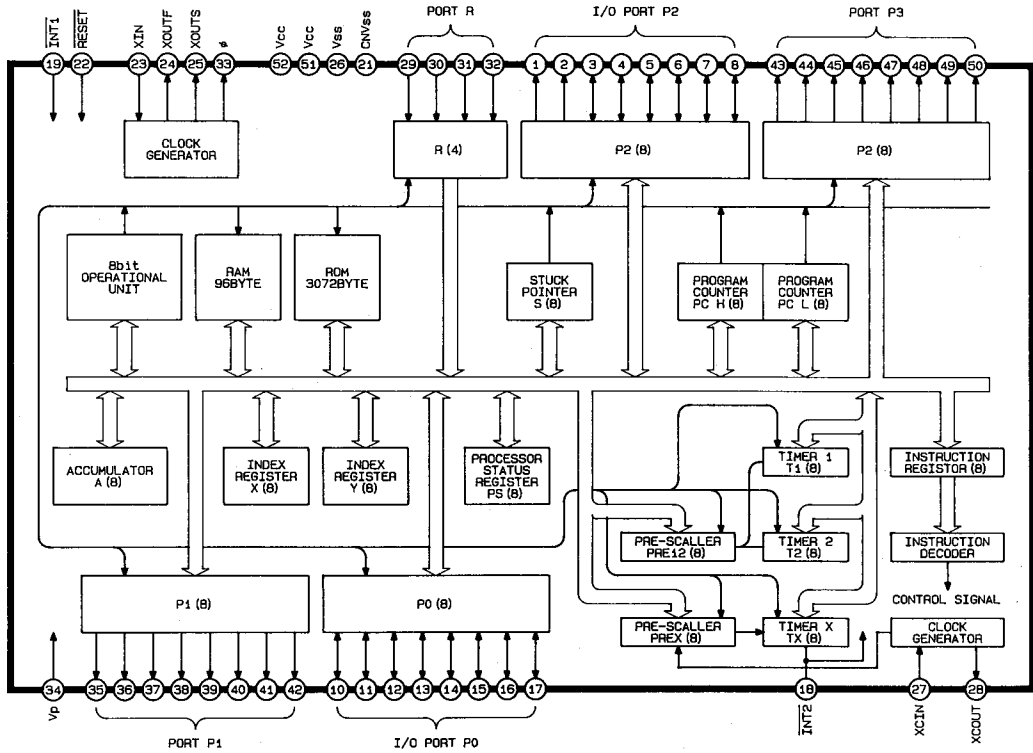 PORT R
I/O PORT P2
PORT P3
INT1
RESET
XIN
XOUTF
XOUTS
ø
Vcc
Vcc
Vss
CNVss
19 22 23 24 25 33 52 51 26 21 29 30 31 32 1 2 3 4 5 6 7 8 43 44 45 46 47 48 49 50
CLOCK
GENERATOR
R (4)
P2 (8)
P2 (8)
8bit
OPERATIONAL
UNIT
RAM
96BYTE
ROM
3072BYTE
STUCK
POINTER
S (8)
PROGRAM
COUNTER
PC H (8)
PROGRAM
COUNTER
PC L (8)
ACCUMULATOR
A (8)
INDEX
REGISTER
X (8)
INDEX
REGISTER
Y (8)
PROCESSOR
STATUS
REGISTER
PS (8)
TIMER 1
T1 (8)
INSTRUCTION
REGISTOR (8)
PRE-SCALLER
PRE12 (8)
TIMER 2
T2 (8)
INSTRUCTION
DECODER
CONTROL SIGNAL
P1 (8)
P0 (8)
PRE-SCALLER
PREX (8)
TIMER X
TX (8)
CLOCK
GENERATOR
34 35 36 37 38 39 40 41 42 10 11 12 13 14 15 16 17 18 27 28
Vp
INT2
XCIN
XCOUT
PORT P1
I/O PORT P0